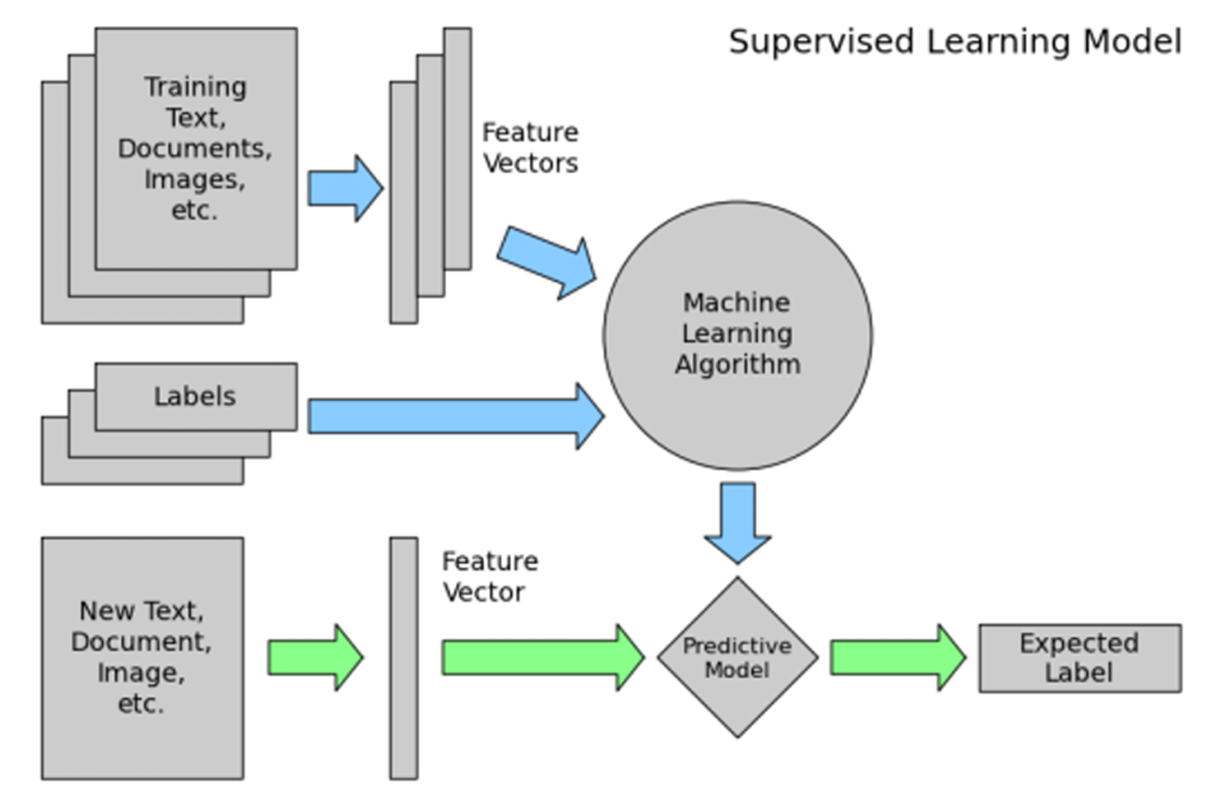 Supervised Learning Model
Training
Text,
Documents,
Images,
etc.
Feature
Vectors
Machine
Learning
Algorithm
Labels
New Text,
Document,
Image,
etc.
Feature
Vector
Predictive
Model
Expected
Label